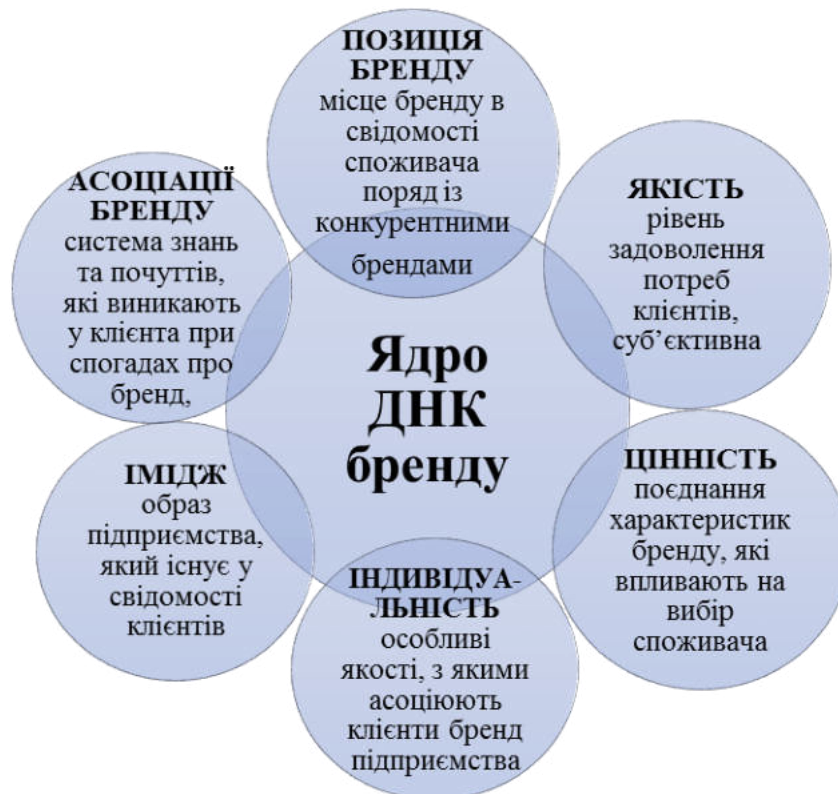 ПОЗИЦІЯ
БРЕНДУ
місце бренду в
свідомості
споживача
поряд із
конкурентними
брендами
ЯКІСТЬ
рівень
задоволення
потреб
клієнтів,
суб’єктивна
ЦІННІСТЬ
поєднання
характеристик
бренду, які
впливають на
вибір
споживача
ІНДИВІДУА-
ЛЬНІСТЬ
особливі
якості, з якими
асоціюють
клієнти бренд
підприємства
ІМІДЖ
образ
підприємства,
який існує у
свідомості
клієнтів
АСОЦІАЦІЇ
БРЕНДУ
система знань
та почуттів,
які виникають
у клієнта при
спогадах про
бренд,
Ядро
ДНК
бренду